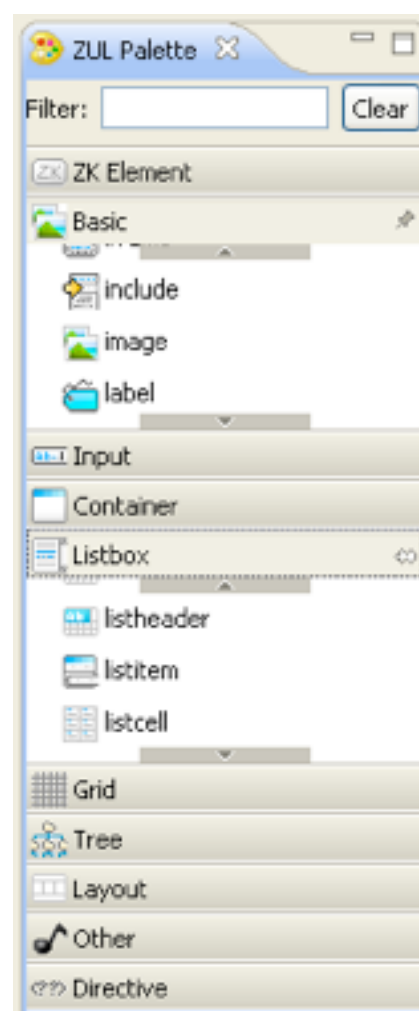 ZUL Palette
Filter: Clear
ZK Element
Basic
include
image
label
Input
Container
Listbox
listheader
listitem
listcell
Grid
Tree
Layout
Other
Directive